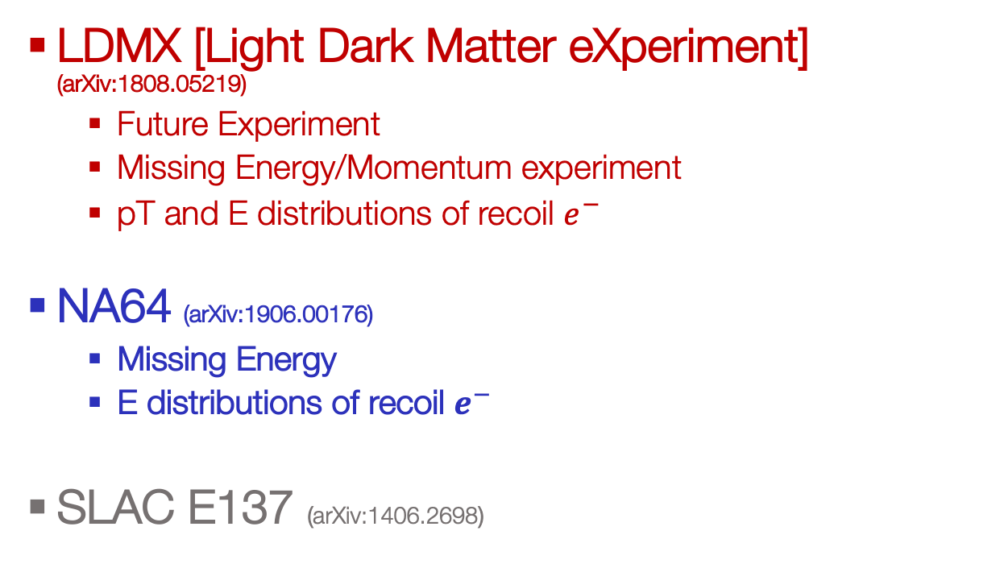 ▪ LDMX [Light Dark Matter eXperiment]
(arXiv:1808.05219)
▪ Future Experiment
▪ Missing Energy/Momentum experiment
▪ pT and E distributions of recoil e⁻
▪ NA64 (arXiv:1906.00176)
▪ Missing Energy
▪ E distributions of recoil e⁻
▪ SLAC E137 (arXiv:1406.2698)